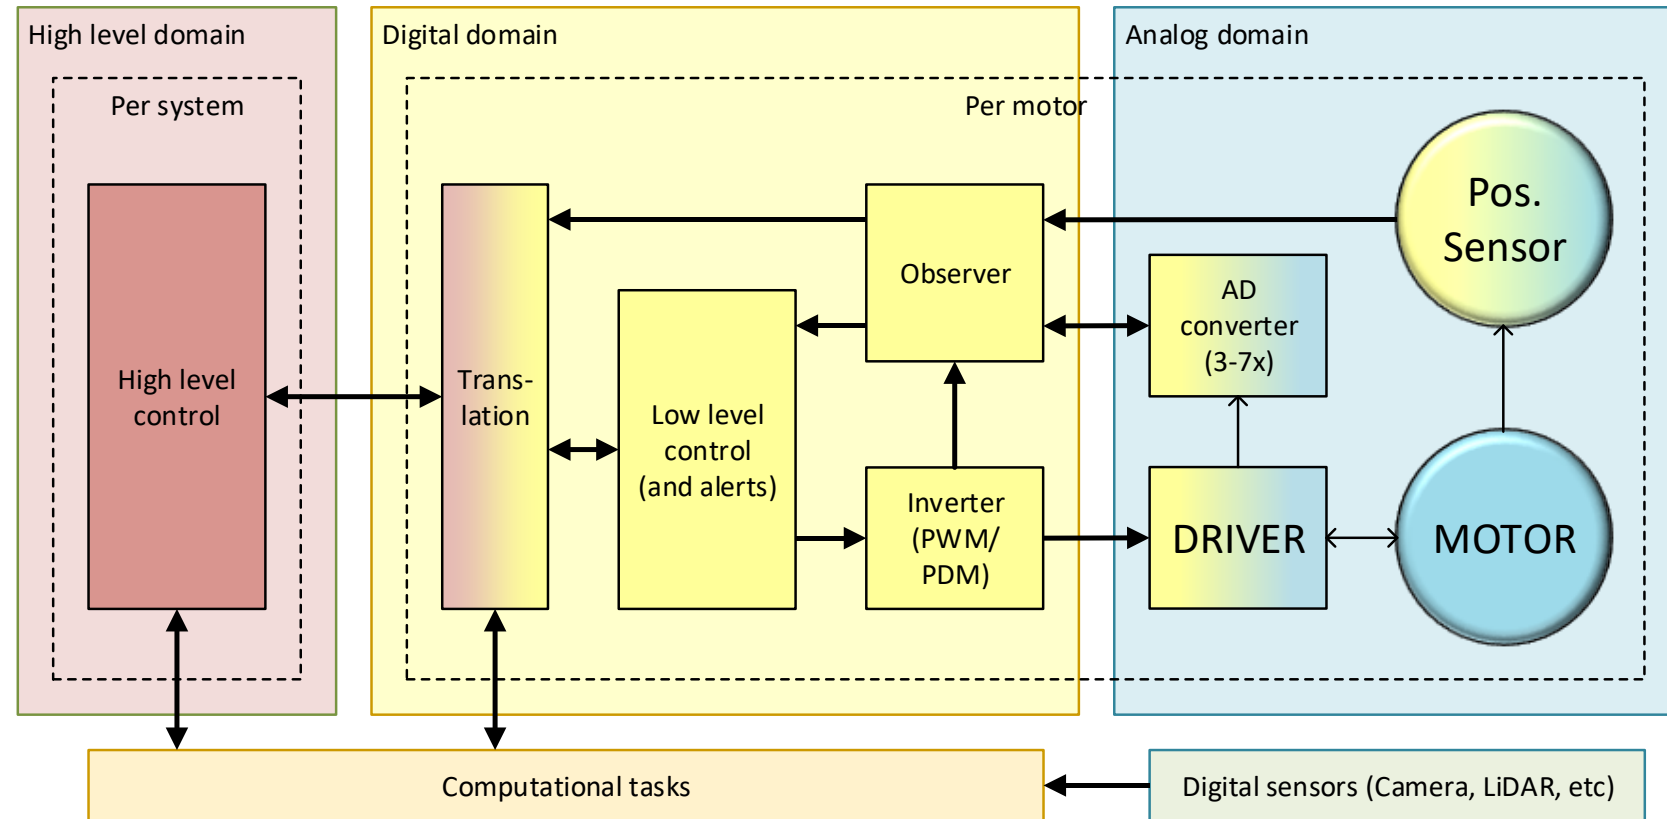 High level domain
Digital domain
Analog domain
Per system
Per motor
Pos.
Sensor
Observer
AD
converter
(3-7x)
High level
control
Trans-
lation
Low level
control
(and alerts)
Inverter
(PWM/
PDM)
DRIVER
MOTOR
Computational tasks
Digital sensors (Camera, LiDAR, etc)